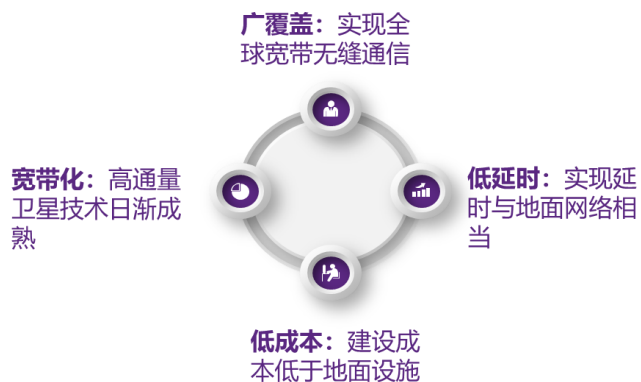 广覆盖：实现全
球宽带无缝通信
宽带化：高通量
卫星技术日渐成
熟
低延时：实现延
时与地面网络相
当
低成本：建设成
本低于地面设施